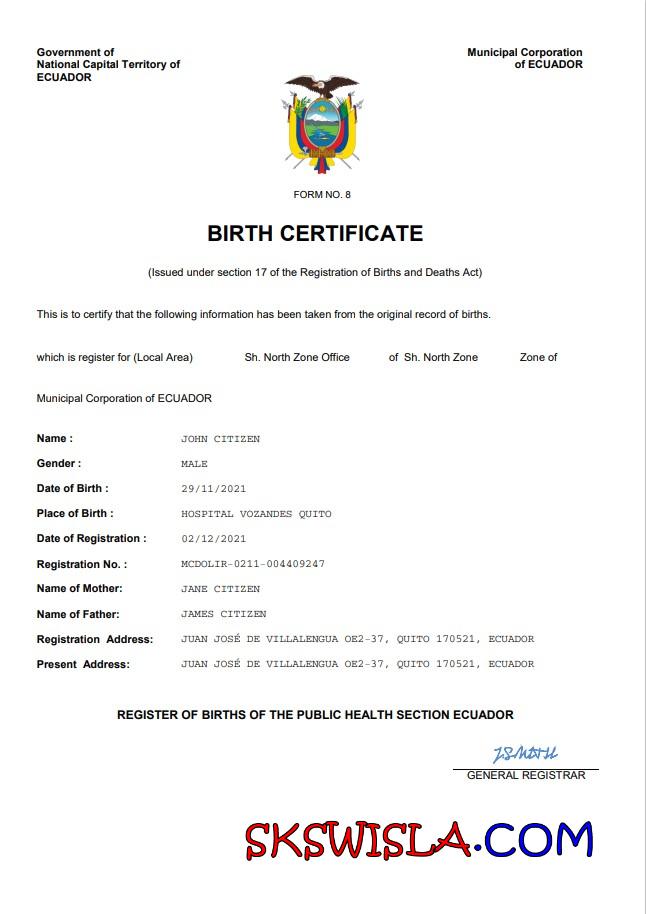 Government of
National Capital Territory of
ECUADOR
Municipal Corporation
of ECUADOR
FORM NO. 8
BIRTH CERTIFICATE
(Issued under section 17 of the Registration of Births and Deaths Act)
This is to certify that the following information has been taken from the original record of births.
which is register for (Local Area) Sh. North Zone Office of Sh. North Zone Zone of
Municipal Corporation of ECUADOR
Name : JOHN CITIZEN
Gender : MALE
Date of Birth : 29/11/2021
Place of Birth : HOSPITAL VOZANDES QUITO
Date of Registration : 02/12/2021
Registration No. : MCDOLIR-0211-004409247
Name of Mother: JANE CITIZEN
Name of Father: JAMES CITIZEN
Registration Address: JUAN JOSÉ DE VILLALENGUA OE2-37, QUITO 170521, ECUADOR
Present Address: JUAN JOSÉ DE VILLALENGUA OE2-37, QUITO 170521, ECUADOR
REGISTER OF BIRTHS OF THE PUBLIC HEALTH SECTION ECUADOR
GENERAL REGISTRAR
SKSWISLA.COM